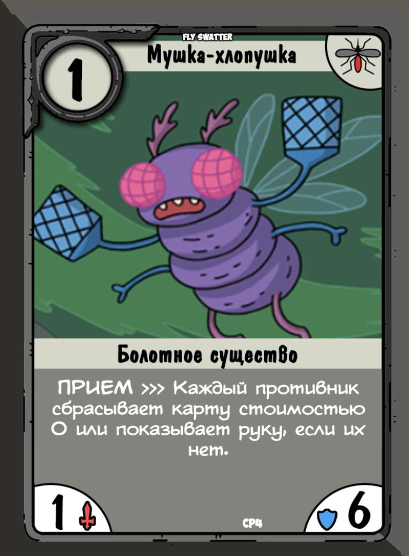 FLY SWATTER
1
Мушка-хлопушка
Болотное существо
ПРИЕМ >>> Каждый противник
сбрасывает карту стоимостью
0 или показывает руку, если их
нет.
1
CP4
6